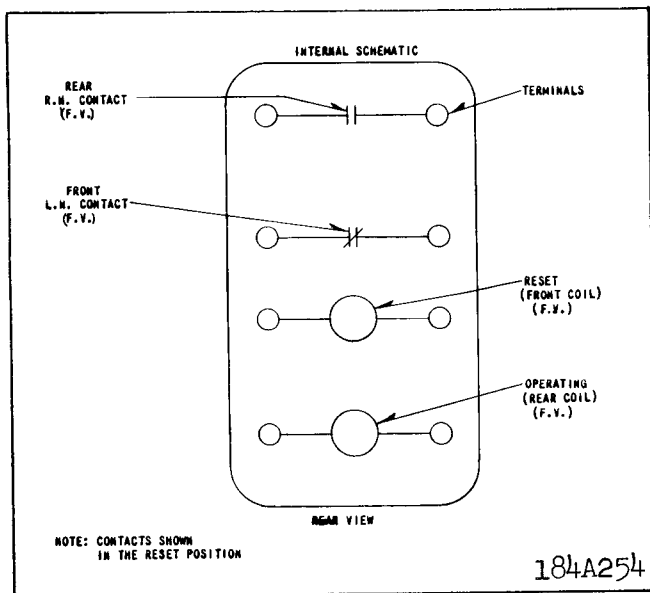 INTERNAL SCHEMATIC
REAR
R.H. CONTACT
(F.V.)
TERMINALS
FRONT
L.H. CONTACT
(F.V.)
RESET
(FRONT COIL)
(F.V.)
OPERATING
(REAR COIL)
(F.V.)
REAR VIEW
NOTE: CONTACTS SHOWN
IN THE RESET POSITION
184A254